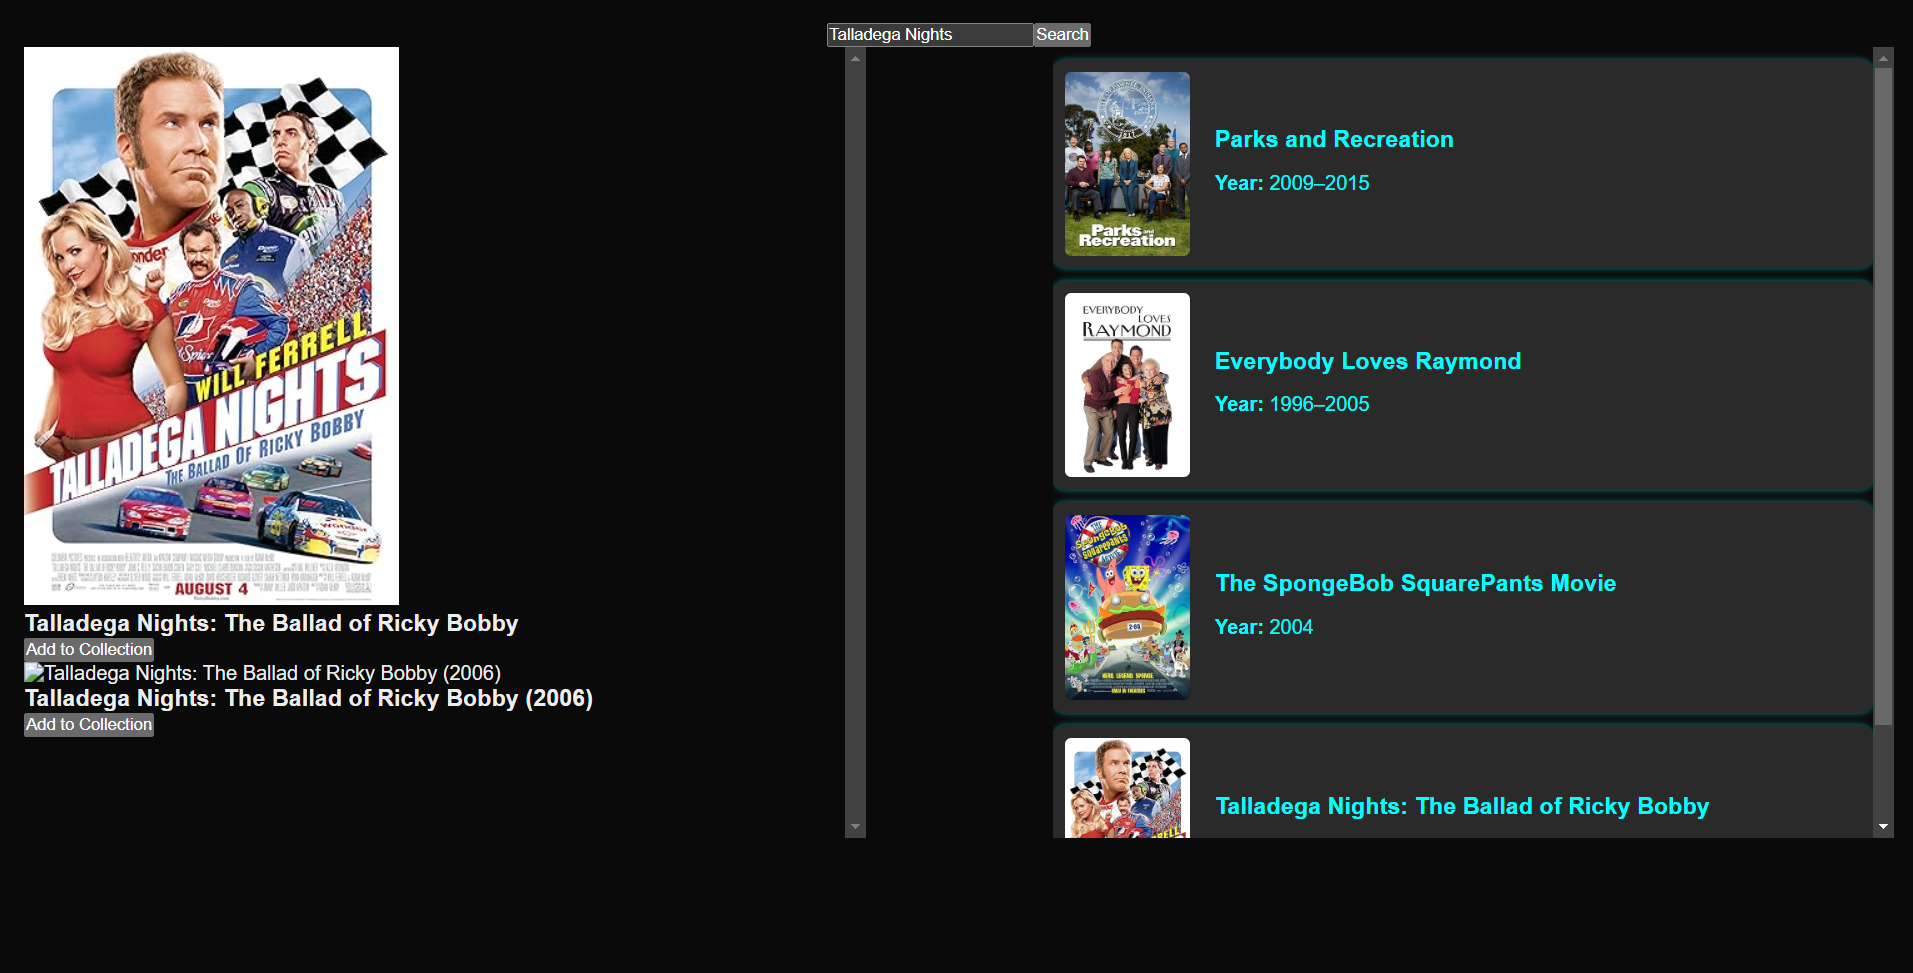 Talladega Nights Search
WILL FERRELL
TALLADEGA NIGHTS
THE BALLAD OF RICKY BOBBY
AUGUST 4
Talladega Nights: The Ballad of Ricky Bobby
Add to Collection
Talladega Nights: The Ballad of Ricky Bobby (2006)
Talladega Nights: The Ballad of Ricky Bobby (2006)
Add to Collection
Parks and
Recreation
Parks and Recreation
Year: 2009–2015
EVERYBODY
LOVES
RAYMOND
Everybody Loves Raymond
Year: 1996–2005
THE
SpongeBob
SquarePants
The SpongeBob SquarePants Movie
Year: 2004
Talladega Nights: The Ballad of Ricky Bobby